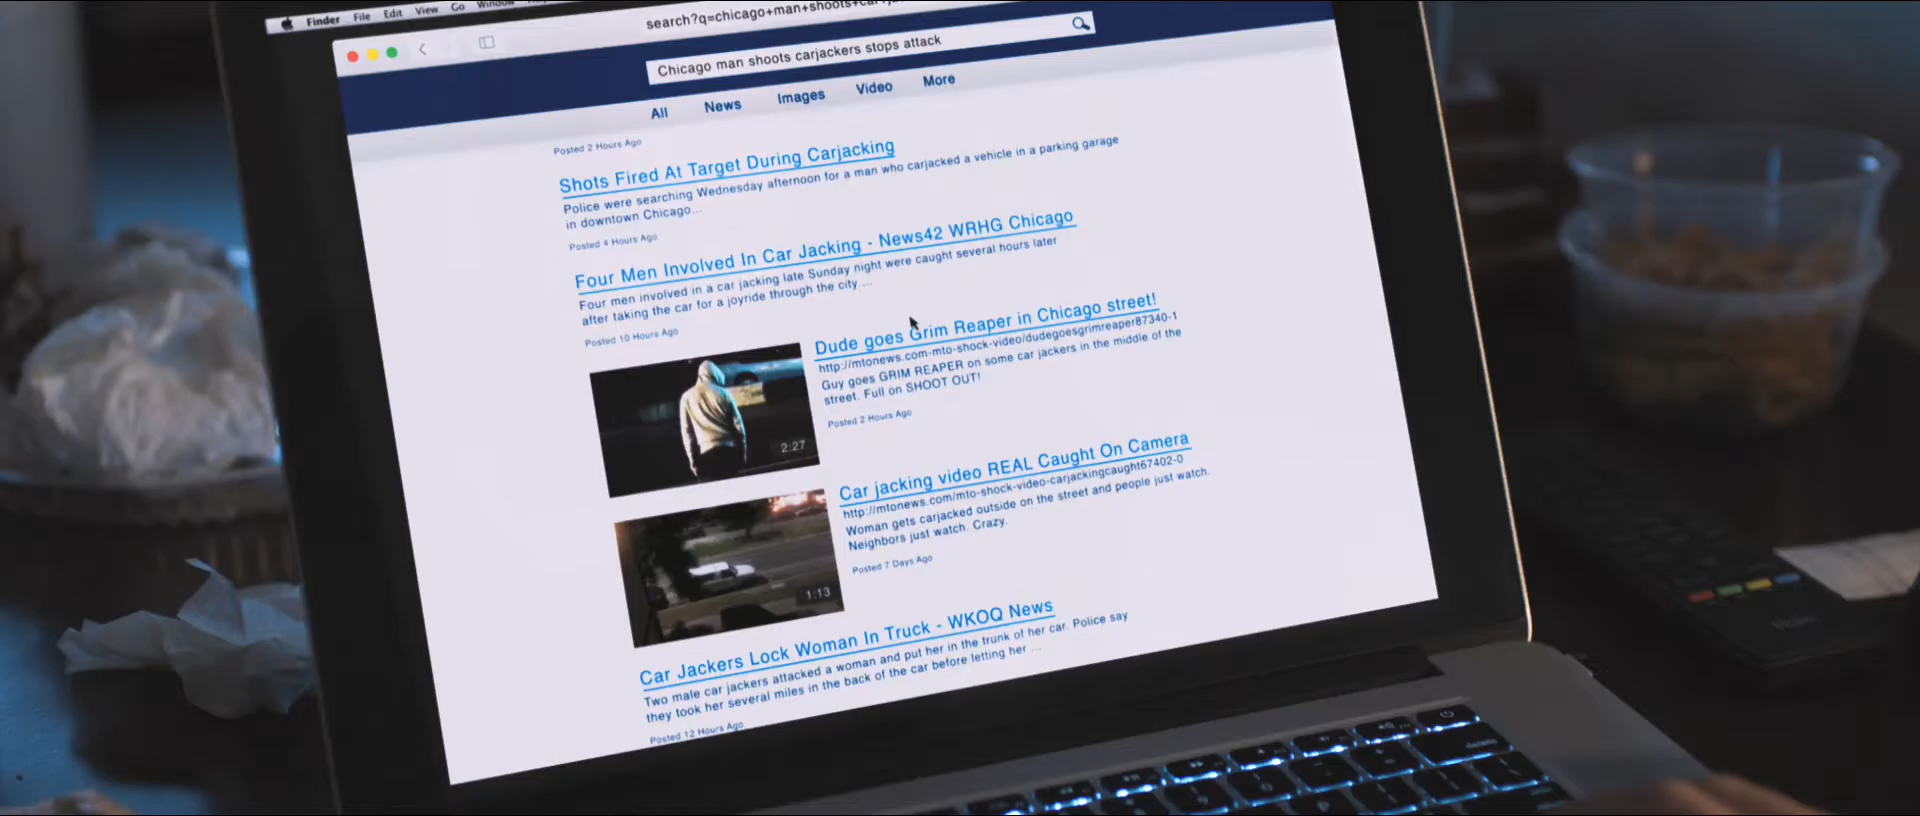 Finder File Edit View Go Window
search?q=chicago+man+shoots+car
Chicago man shoots carjackers stops attack
All News Images Video More
Posted 2 Hours Ago
Shots Fired At Target During Carjacking
Police were searching Wednesday afternoon for a man who carjacked a vehicle in a parking garage
in downtown Chicago...
Posted 4 Hours Ago
Four Men Involved In Car Jacking - News42 WRHG Chicago
Four men involved in a car jacking late Sunday night were caught several hours later
after taking the car for a joyride through the city ...
Posted 10 Hours Ago
Dude goes Grim Reaper in Chicago street!
http://mtonews.com-mto-shock-video/dudegoesgrimreaper87340-1
Guy goes GRIM REAPER on some car jackers in the middle of the
street. Full on SHOOT OUT!
Posted 2 Hours Ago
2:27
Car jacking video REAL Caught On Camera
http://mtonews.com/mto-shock-video-carjackingcaught67402-0
Woman gets carjacked outside on the street and people just watch.
Neighbors just watch. Crazy.
Posted 7 Days Ago
1:13
Car Jackers Lock Woman In Truck - WKOQ News
Two male car jackers attacked a woman and put her in the trunk of her car. Police say
they took her several miles in the back of the car before letting her ...
Posted 12 Hours Ago
delete